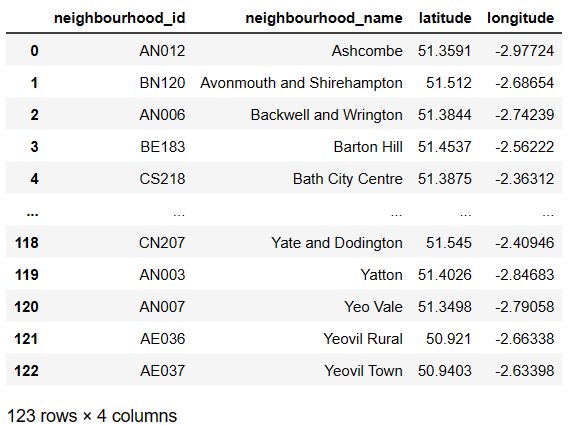 neighbourhood_id neighbourhood_name latitude longitude
0 AN012 Ashcombe 51.3591 -2.97724
1 BN120 Avonmouth and Shirehampton 51.512 -2.68654
2 AN006 Backwell and Wrington 51.3844 -2.74239
3 BE183 Barton Hill 51.4537 -2.56222
4 CS218 Bath City Centre 51.3875 -2.36312
... ... ... ... ...
118 CN207 Yate and Dodington 51.545 -2.40946
119 AN003 Yatton 51.4026 -2.84683
120 AN007 Yeo Vale 51.3498 -2.79058
121 AE036 Yeovil Rural 50.921 -2.66338
122 AE037 Yeovil Town 50.9403 -2.63398
123 rows × 4 columns